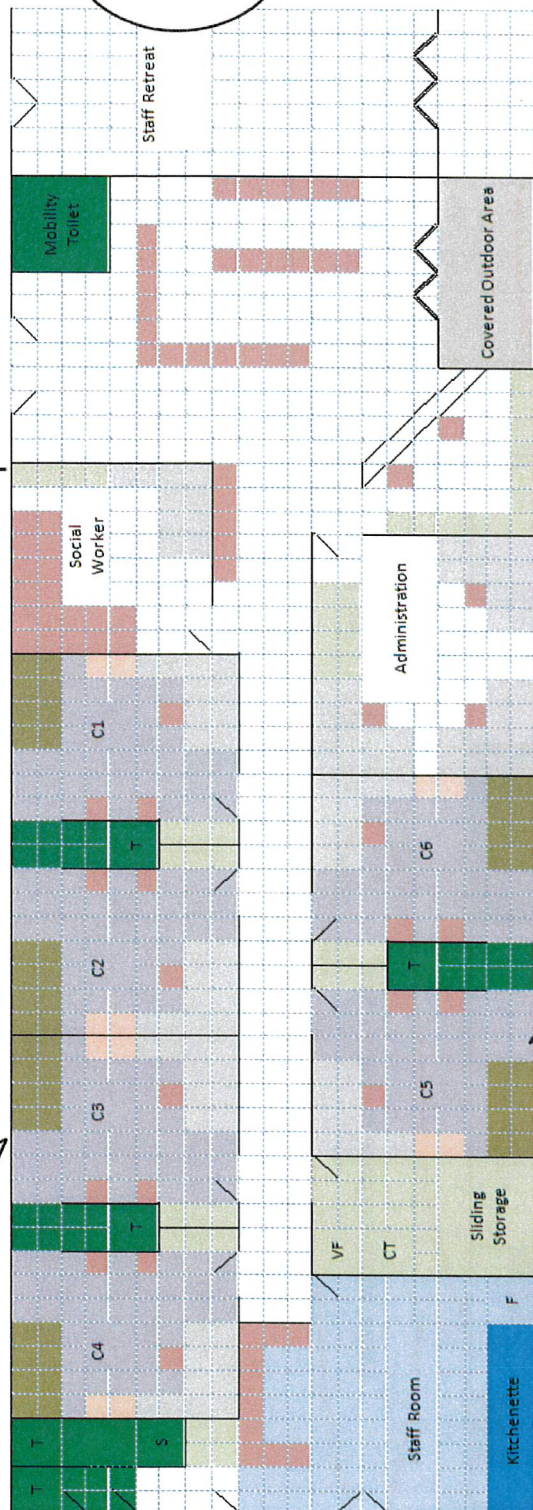 T
T
Mobility
Toilet
Social
Worker
C4
C3
C2
C1
T
T
Staff Retreat
S
VF
CT
Administration
Staff Room
C5
T
C6
Sliding
Storage
Covered Outdoor Area
Kitchenette
F